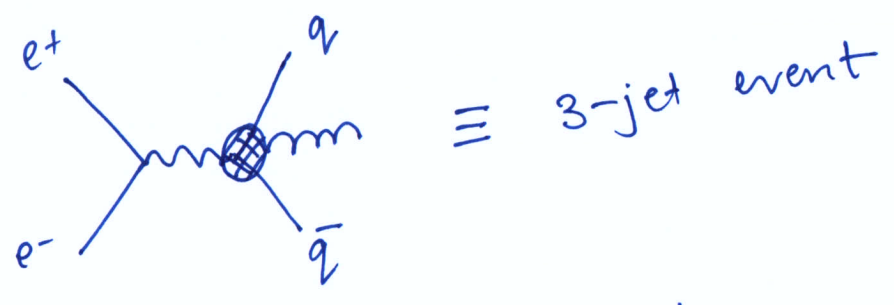 e+
q
≡ 3-jet event
e-
q̄